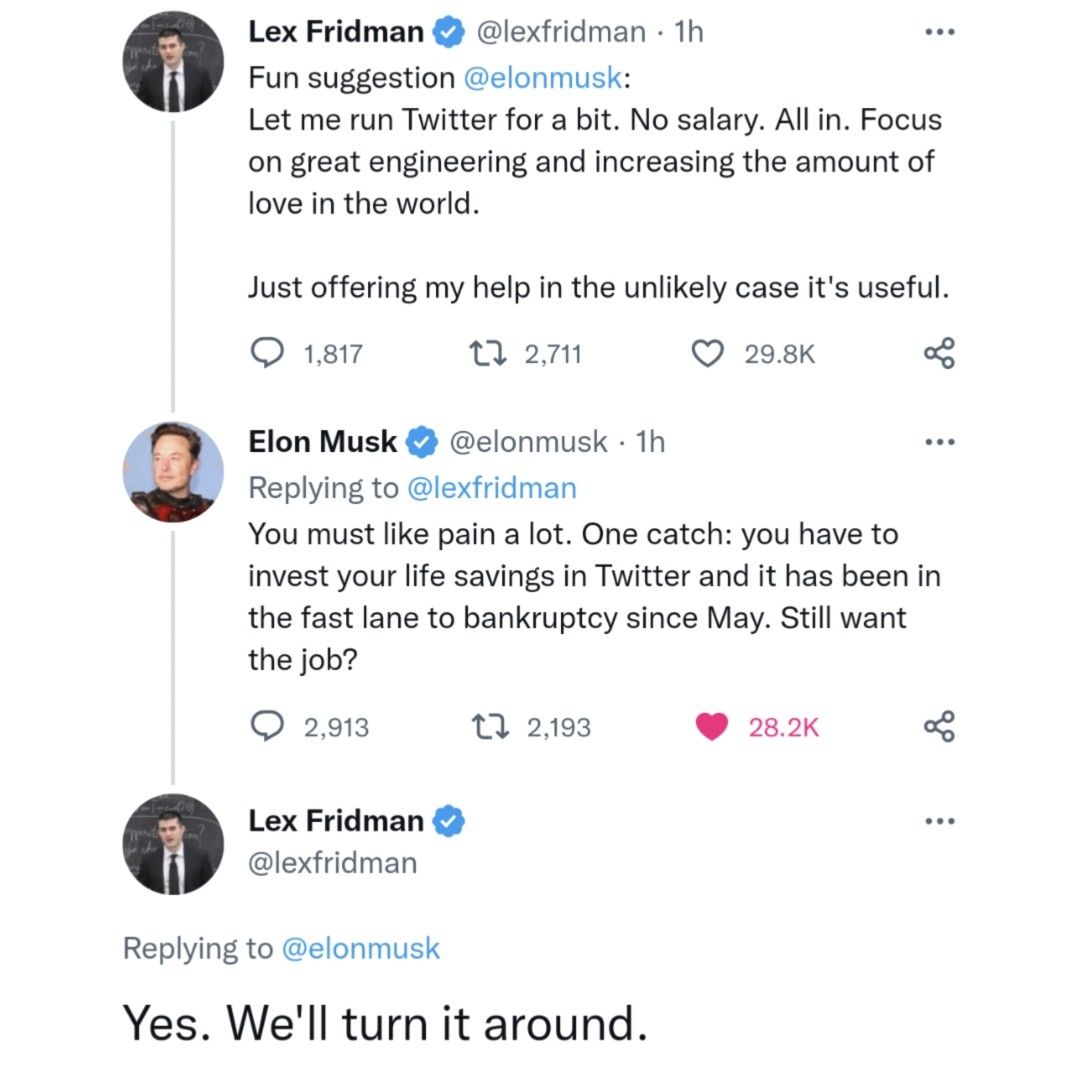 Lex Fridman @lexfridman · 1h
Fun suggestion @elonmusk:
Let me run Twitter for a bit. No salary. All in. Focus
on great engineering and increasing the amount of
love in the world.
Just offering my help in the unlikely case it's useful.
1,817 2,711 29.8K
Elon Musk @elonmusk · 1h
Replying to @lexfridman
You must like pain a lot. One catch: you have to
invest your life savings in Twitter and it has been in
the fast lane to bankruptcy since May. Still want
the job?
2,913 2,193 28.2K
Lex Fridman
@lexfridman
Replying to @elonmusk
Yes. We'll turn it around.